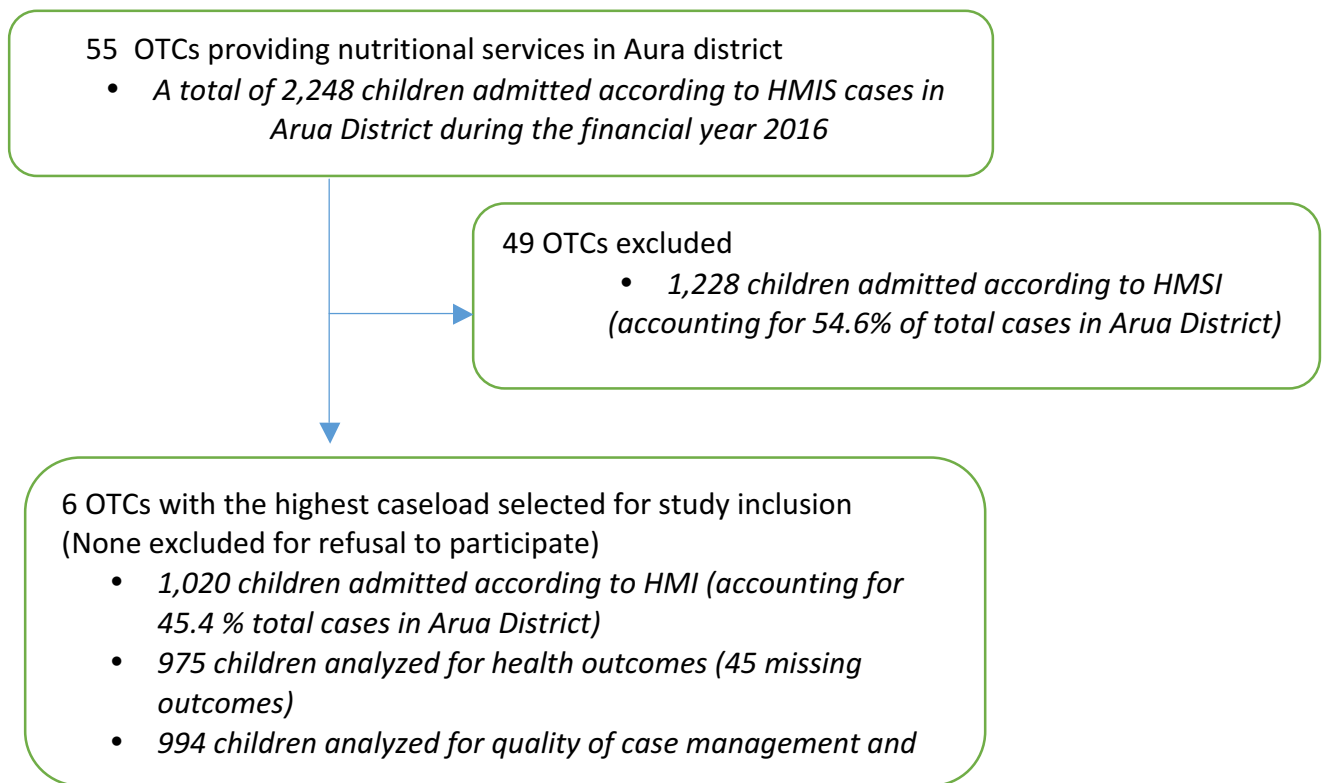 55 OTCs providing nutritional services in Aura district
• A total of 2,248 children admitted according to HMIS cases in
Arua District during the financial year 2016
49 OTCs excluded
• 1,228 children admitted according to HMSI
(accounting for 54.6% of total cases in Arua District)
6 OTCs with the highest caseload selected for study inclusion
(None excluded for refusal to participate)
• 1,020 children admitted according to HMI (accounting for
45.4 % total cases in Arua District)
• 975 children analyzed for health outcomes (45 missing
outcomes)
• 994 children analyzed for quality of case management and